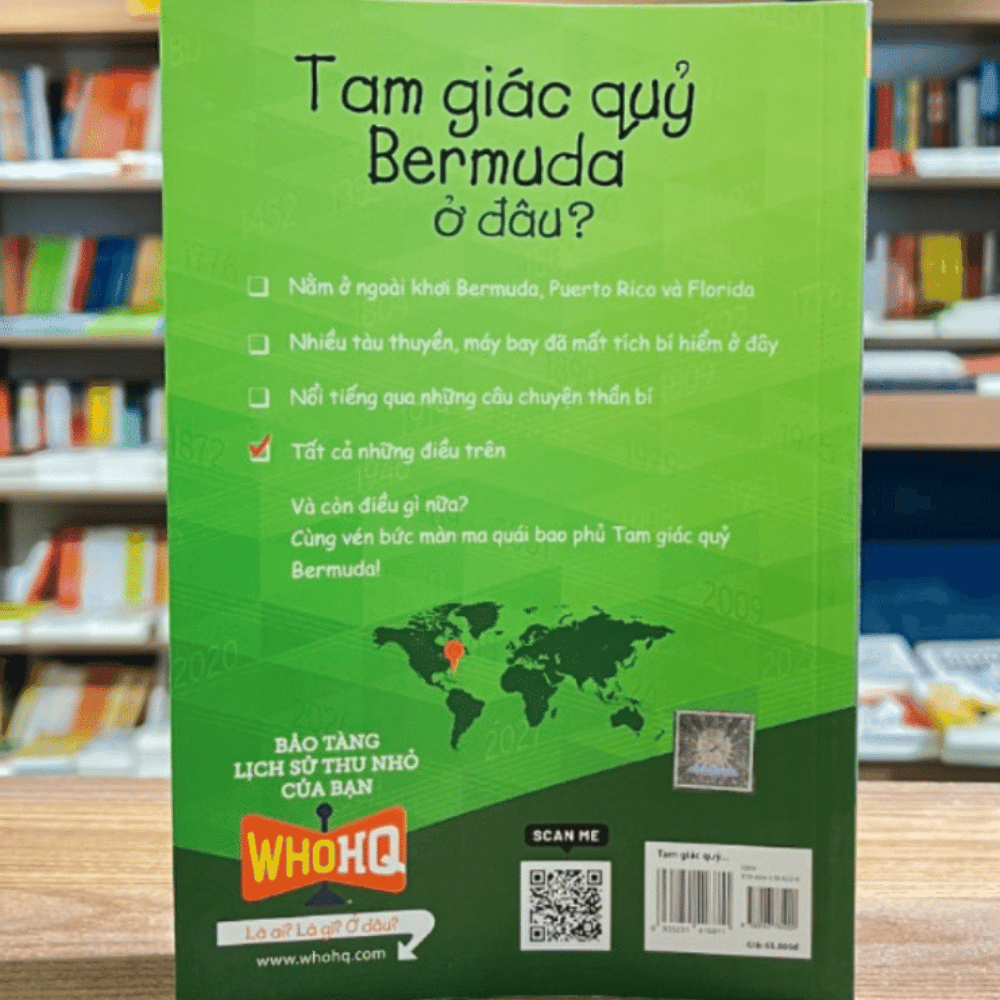 Tam giác quỷ
Bermuda
ở đâu?
Nằm ở ngoài khơi Bermuda, Puerto Rico và Florida
Nhiều tàu thuyền, máy bay đã mất tích bí hiểm ở đây
Nổi tiếng qua những câu chuyện thần bí
Tất cả những điều trên
Và còn điều gì nữa?
Cùng vén bức màn ma quái bao phủ Tam giác quỷ
Bermuda!
1776
1872
2009
2020
BẢO TÀNG
LỊCH SỬ THU NHỎ
CỦA BẠN
WHOHQ
Là ai? Là gì? Ở đâu?
www.whohq.com
SCAN ME
Tam giác quỷ...